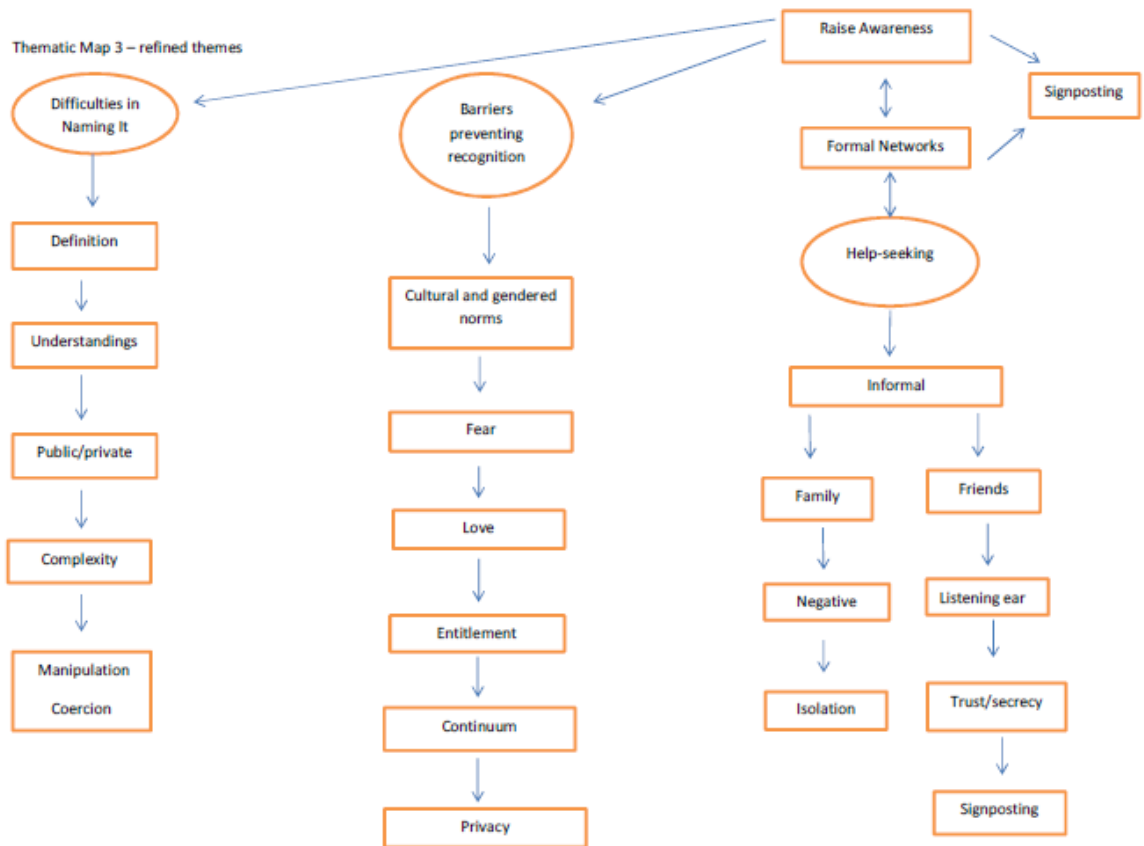 Thematic Map 3 – refined themes
Raise Awareness
Signposting
Difficulties in
Naming It
Barriers
preventing
recognition
Formal Networks
Definition
Help-seeking
Cultural and gendered
norms
Understandings
Informal
Fear
Public/private
Family
Friends
Love
Complexity
Negative
Listening ear
Entitlement
Manipulation
Coercion
Isolation
Trust/secrecy
Continuum
Signposting
Privacy